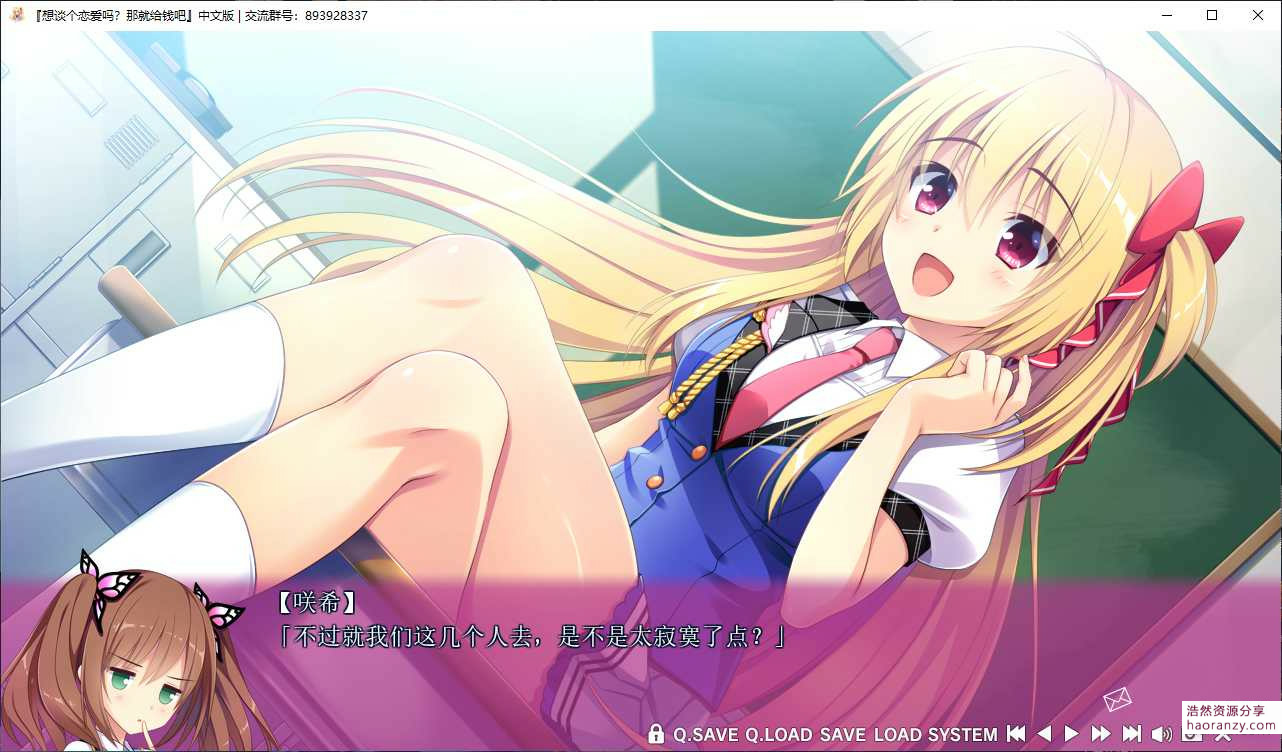 『想谈个恋爱吗？那就给钱吧』中文版 | 交流群号：893928337
【咲希】
「不过就我们这几个人去，是不是太寂寞了点？」
Q.SAVE Q.LOAD SAVE LOAD SYSTEM
浩然资源分享
haoranzy.com